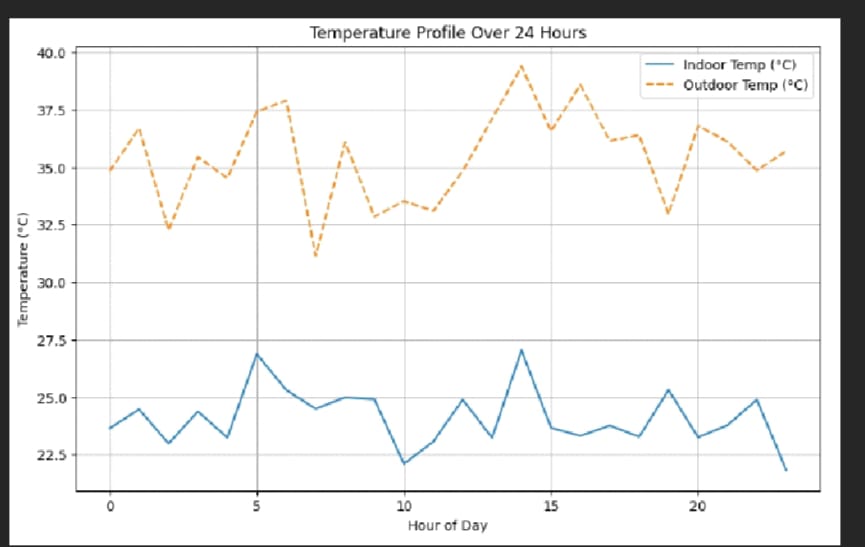 Temperature Profile Over 24 Hours
Indoor Temp (°C)
Outdoor Temp (°C)
40.0
37.5
35.0
32.5
30.0
27.5
25.0
22.5
Temperature (°C)
0 5 10 15 20
Hour of Day